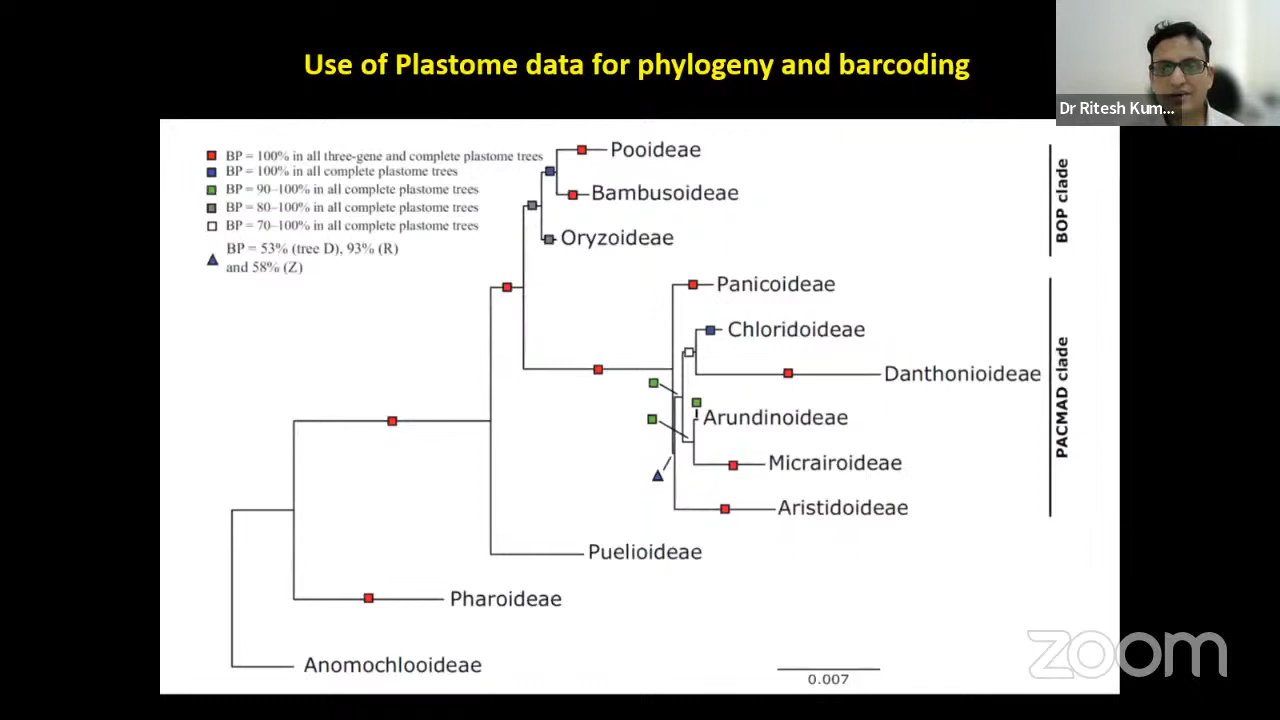 Use of Plastome data for phylogeny and barcoding
Dr Ritesh Kum...
BP = 100% in all three-gene and complete plastome trees
BP = 100% in all complete plastome trees
BP = 90–100% in all complete plastome trees
BP = 80–100% in all complete plastome trees
BP = 70–100% in all complete plastome trees
BP = 53% (tree D), 93% (R)
and 58% (Z)
Pooideae
Bambusoideae
Oryzoideae
BOP clade
Panicoideae
Chloridoideae
Danthonioideae
Arundinoideae
Micrairoideae
Aristidoideae
PACMAD clade
Puelioideae
Pharoideae
Anomochlooideae
0.007
zoom